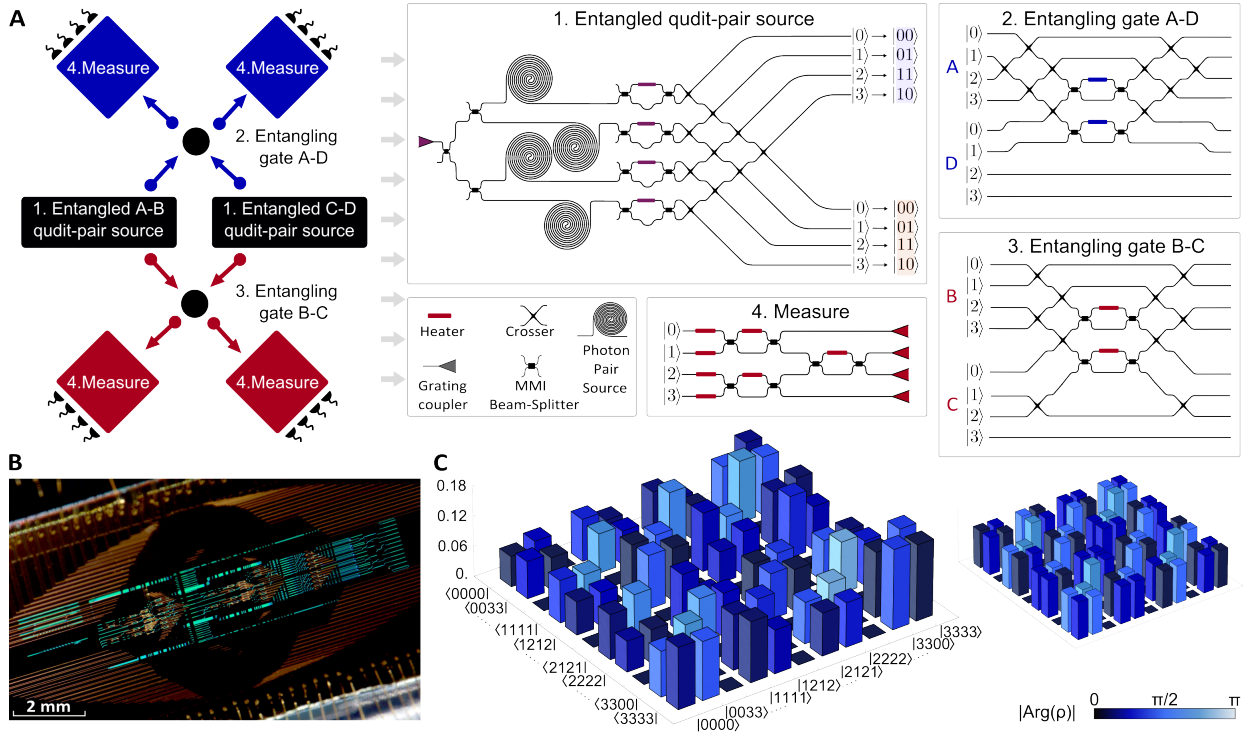 A
4.Measure
4.Measure
2. Entangling
gate A-D
1. Entangled A-B
qudit-pair source
1. Entangled C-D
qudit-pair source
3. Entangling
gate B-C
4.Measure
4.Measure
1. Entangled qudit-pair source
|0⟩→|00⟩
|1⟩→|01⟩
|2⟩→|11⟩
|3⟩→|10⟩
|0⟩→|00⟩
|1⟩→|01⟩
|2⟩→|11⟩
|3⟩→|10⟩
2. Entangling gate A-D
A
|0⟩
|1⟩
|2⟩
|3⟩
D
|0⟩
|1⟩
|2⟩
|3⟩
Heater
Crosser
Photon
Pair
Source
Grating
coupler
MMI
Beam-Splitter
4. Measure
|0⟩
|1⟩
|2⟩
|3⟩
3. Entangling gate B-C
B
|0⟩
|1⟩
|2⟩
|3⟩
C
|0⟩
|1⟩
|2⟩
|3⟩
B
2 mm
C
0.18
0.12
0.06
0.
⟨0000|
⟨0033|
⟨1111|
⟨1212|
⟨2121|
⟨2222|
⟨3300|
⟨3333|
|0000⟩
|0033⟩
|1111⟩
|1212⟩
|2121⟩
|2222⟩
|3300⟩
|3333⟩
|Arg(ρ)|
0 π/2 π